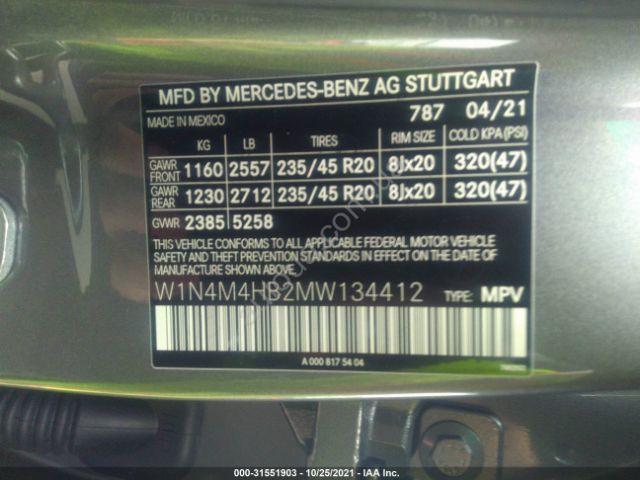 MFD BY MERCEDES-BENZ AG STUTTGART
MADE IN MEXICO 787 04/21
KG LB TIRES RIM SIZE COLD KPA(PSI)
GAWR FRONT 1160 2557 235/45 R20 8Jx20 320(47)
GAWR REAR 1230 2712 235/45 R20 8Jx20 320(47)
GVWR 2385 5258
THIS VEHICLE CONFORMS TO ALL APPLICABLE FEDERAL MOTOR VEHICLE
SAFETY AND THEFT PREVENTION STANDARDS IN EFFECT ON THE DATE OF
MANUFACTURE SHOWN ABOVE.
W1N4M4HB2MW134412 TYPE: MPV
A 000 817 54 04
000-31551903 - 10/25/2021 - IAA Inc.